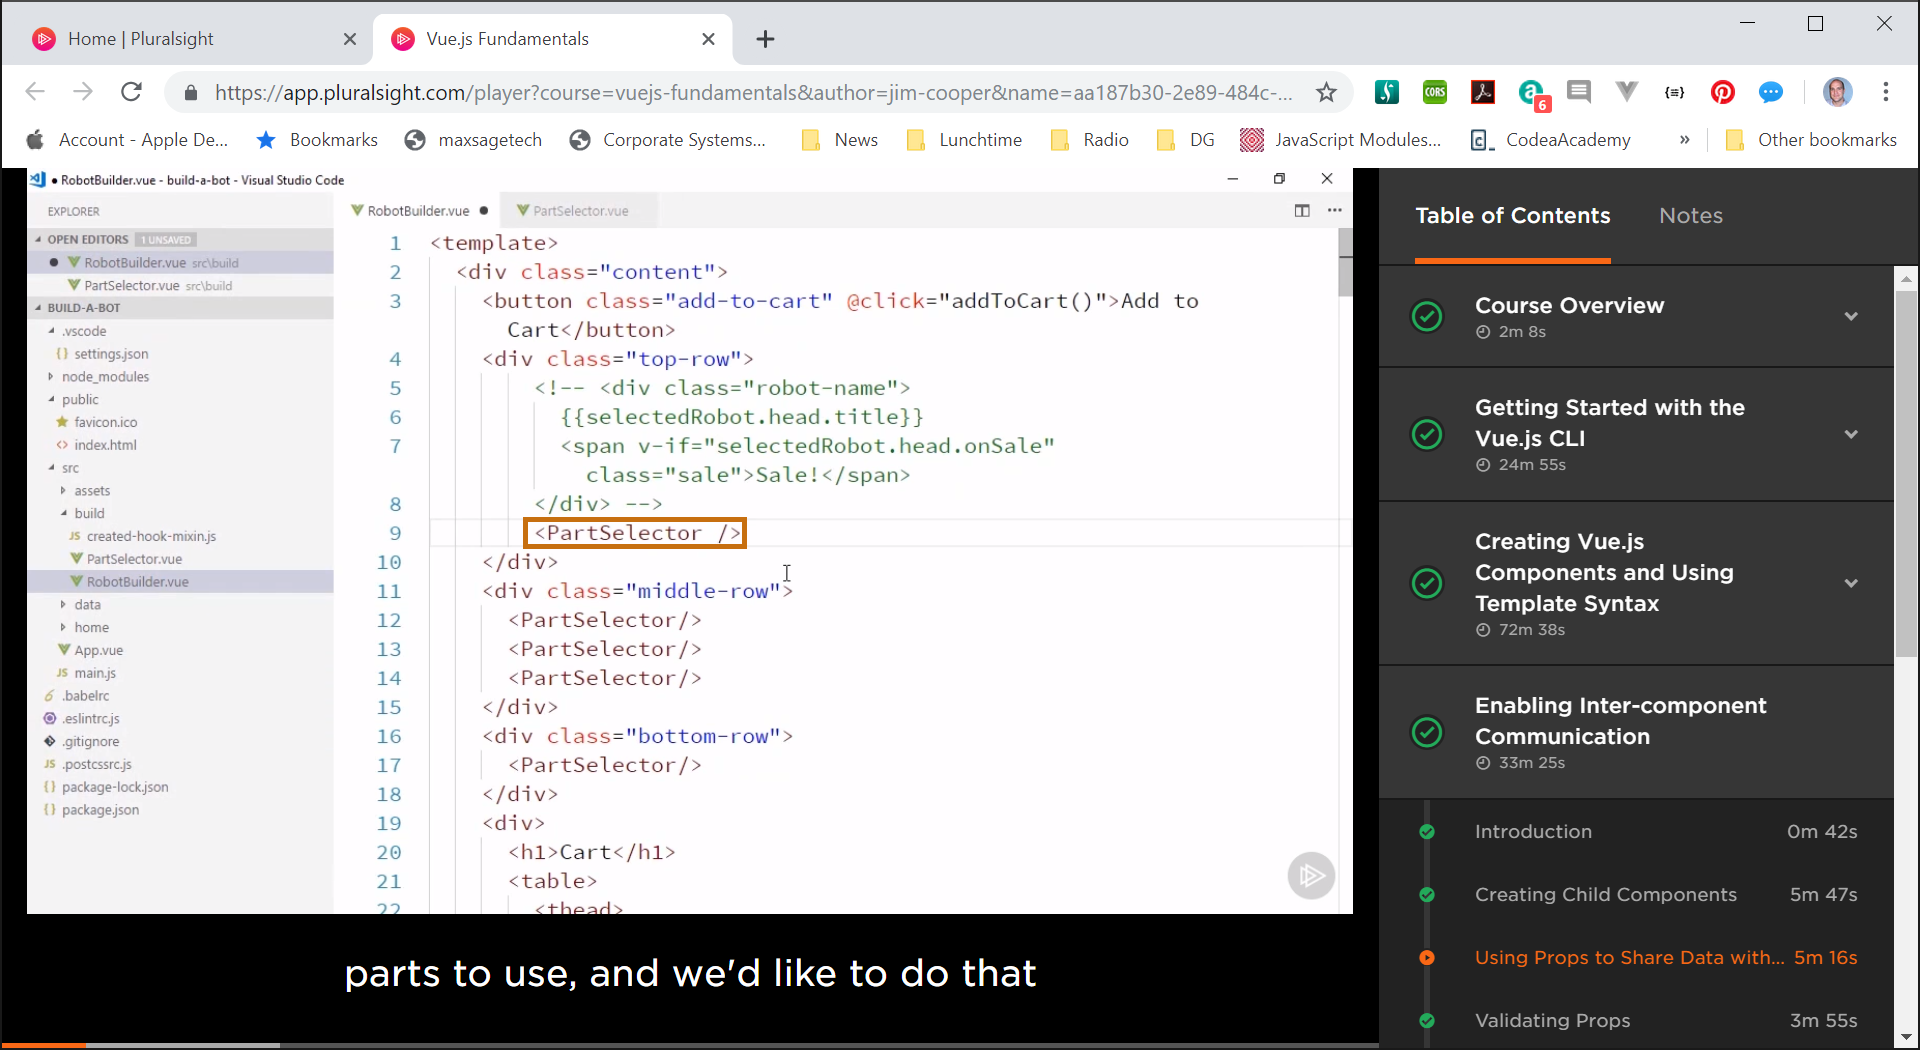 Home | Pluralsight
Vue.js Fundamentals
https://app.pluralsight.com/player?course=vuejs-fundamentals&author=jim-cooper&name=aa187b30-2e89-484c-...
CORS
6
{≡}
Account - Apple De...
Bookmarks
maxsagetech
Corporate Systems...
News
Lunchtime
Radio
DG
JavaScript Modules...
CodeaAcademy
»
Other bookmarks
● RobotBuilder.vue - build-a-bot - Visual Studio Code
EXPLORER
OPEN EDITORS 1 UNSAVED
RobotBuilder.vue src\build
PartSelector.vue src\build
BUILD-A-BOT
.vscode
{} settings.json
node_modules
public
favicon.ico
<> index.html
src
assets
build
JS created-hook-mixin.js
PartSelector.vue
RobotBuilder.vue
data
home
App.vue
JS main.js
.babelrc
.eslintrc.js
.gitignore
JS .postcssrc.js
{} package-lock.json
{} package.json
RobotBuilder.vue ●
PartSelector.vue
1 <template>
2 <div class="content">
3 <button class="add-to-cart" @click="addToCart()">Add to
Cart</button>
4 <div class="top-row">
5 <!-- <div class="robot-name">
6 {{selectedRobot.head.title}}
7 <span v-if="selectedRobot.head.onSale"
class="sale">Sale!</span>
8 </div> -->
9 <PartSelector />
10 </div>
11 <div class="middle-row">
12 <PartSelector/>
13 <PartSelector/>
14 <PartSelector/>
15 </div>
16 <div class="bottom-row">
17 <PartSelector/>
18 </div>
19 <div>
20 <h1>Cart</h1>
21 <table>
22 <thead>
parts to use, and we'd like to do that
Table of Contents
Notes
Course Overview
2m 8s
Getting Started with the
Vue.js CLI
24m 55s
Creating Vue.js
Components and Using
Template Syntax
72m 38s
Enabling Inter-component
Communication
33m 25s
Introduction 0m 42s
Creating Child Components 5m 47s
Using Props to Share Data with... 5m 16s
Validating Props 3m 55s